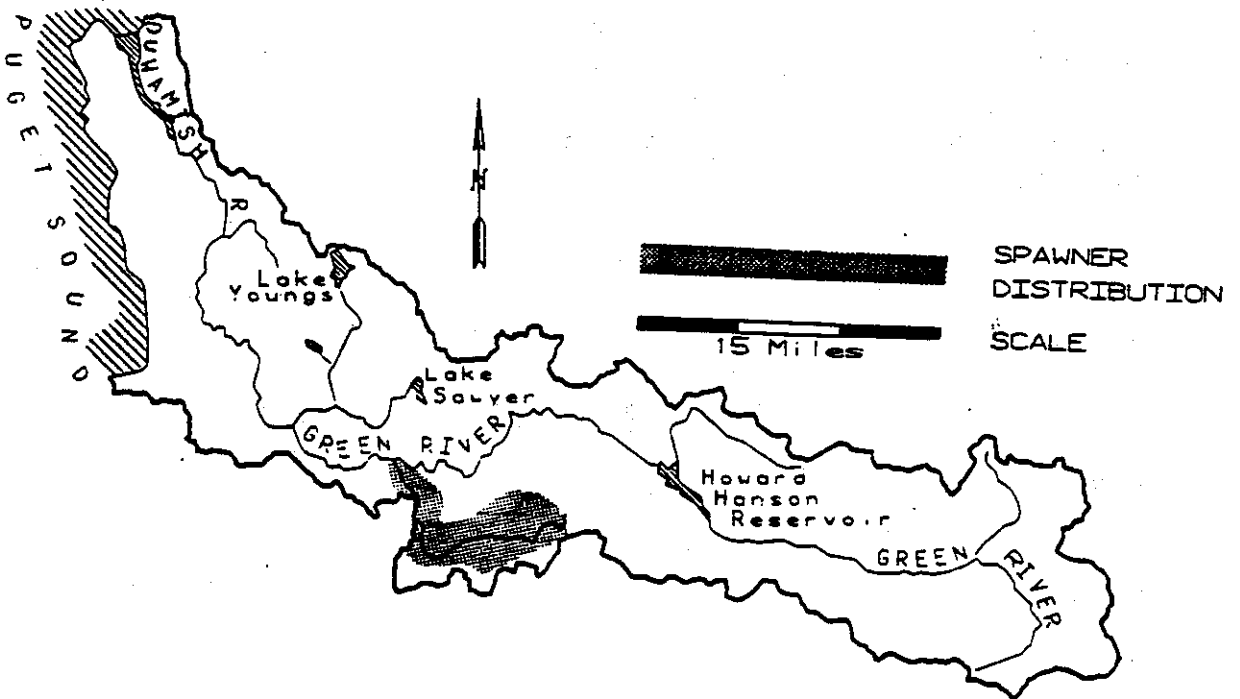 PUGET SOUND
DUWAMISH
R
N
Lake
Youngs
Lake
Sawyer
GREEN RIVER
Howard
Hanson
Reservoir
GREEN
RIVER
SPAWNER
DISTRIBUTION
15 Miles
SCALE